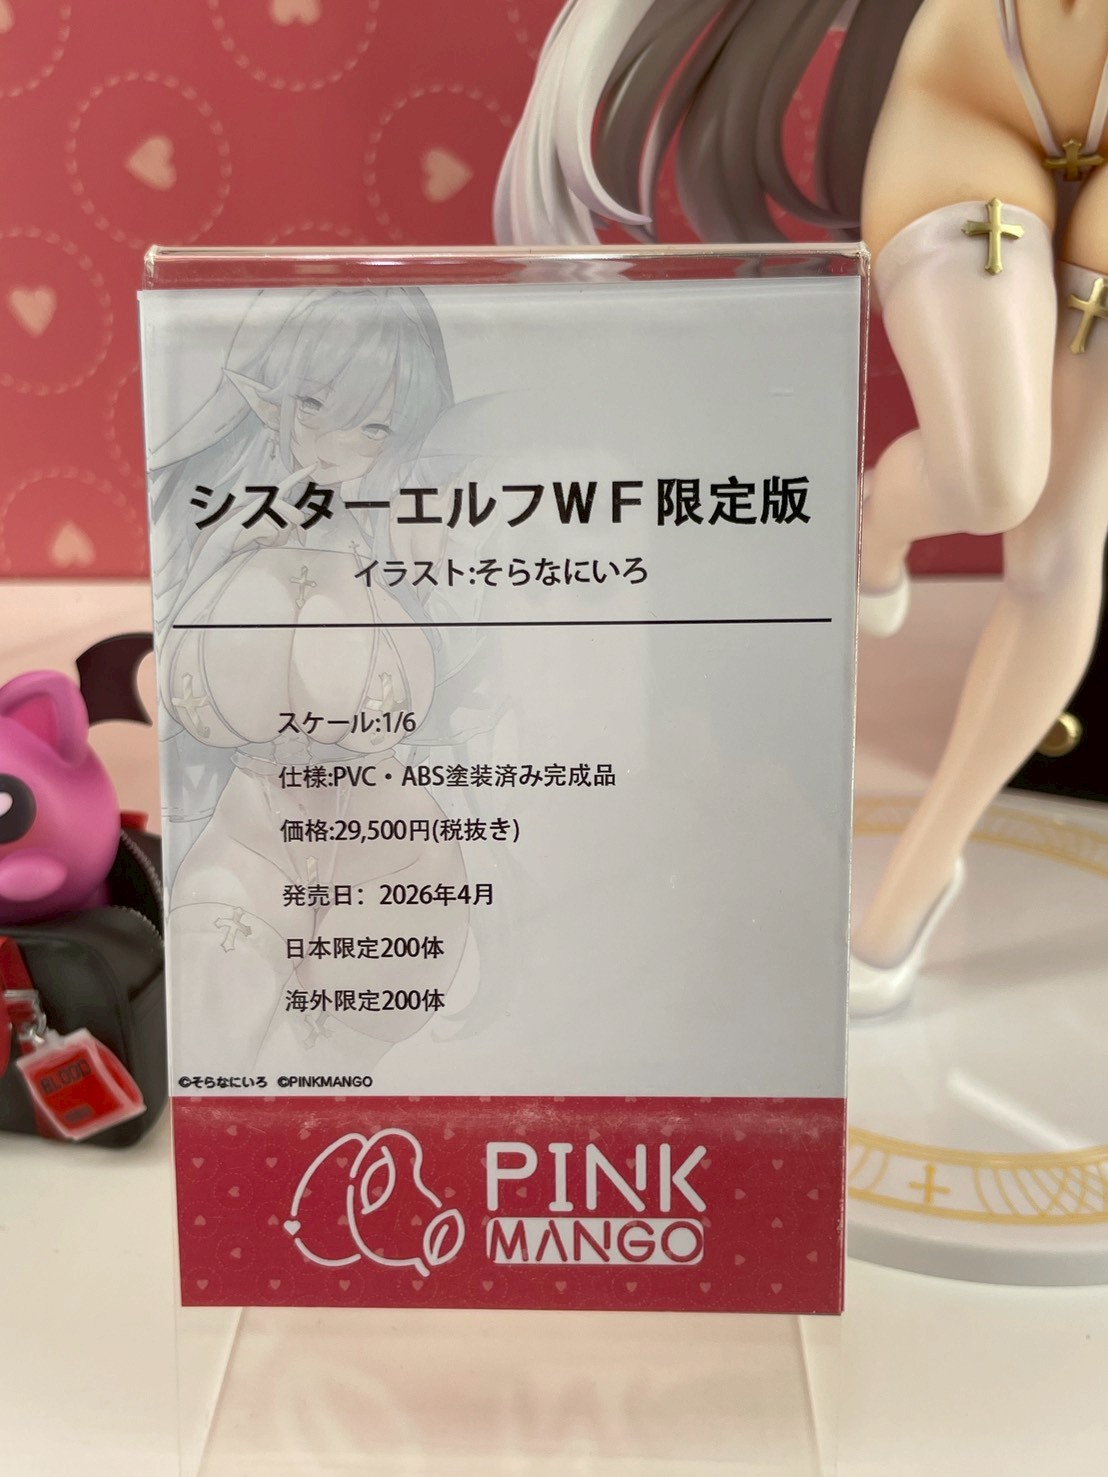 シスターエルフWF限定版
イラスト:そらなにいろ
スケール:1/6
仕様:PVC・ABS塗装済み完成品
価格:29,500円(税抜き)
発売日：2026年4月
日本限定200体
海外限定200体
©そらなにいろ ©PINKMANGO
PINK
MANGO
BLOOD